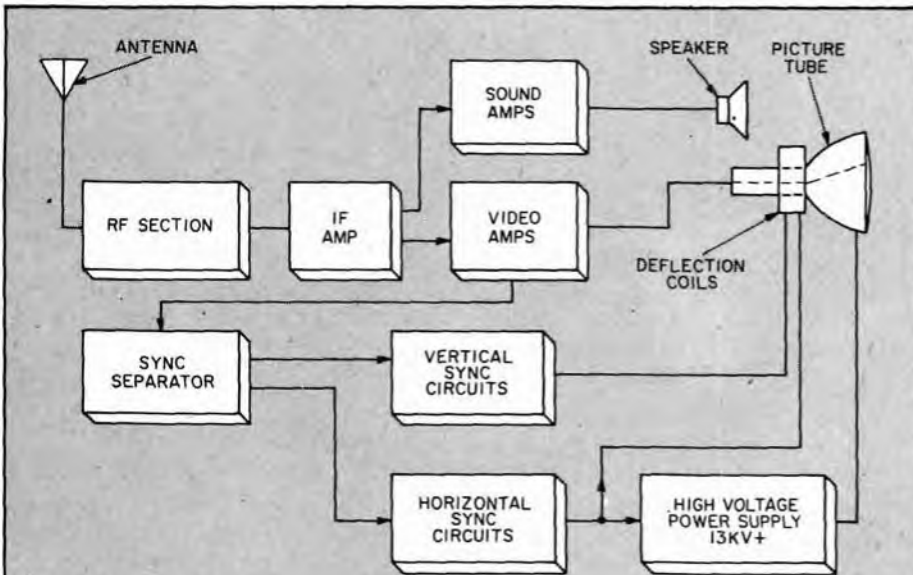 ANTENNA
SPEAKER
PICTURE
TUBE
SOUND
AMPS
RF SECTION
IF
AMP
VIDEO
AMPS
DEFLECTION
COILS
SYNC
SEPARATOR
VERTICAL
SYNC
CIRCUITS
HORIZONTAL
SYNC
CIRCUITS
HIGH VOLTAGE
POWER SUPPLY
13KV+